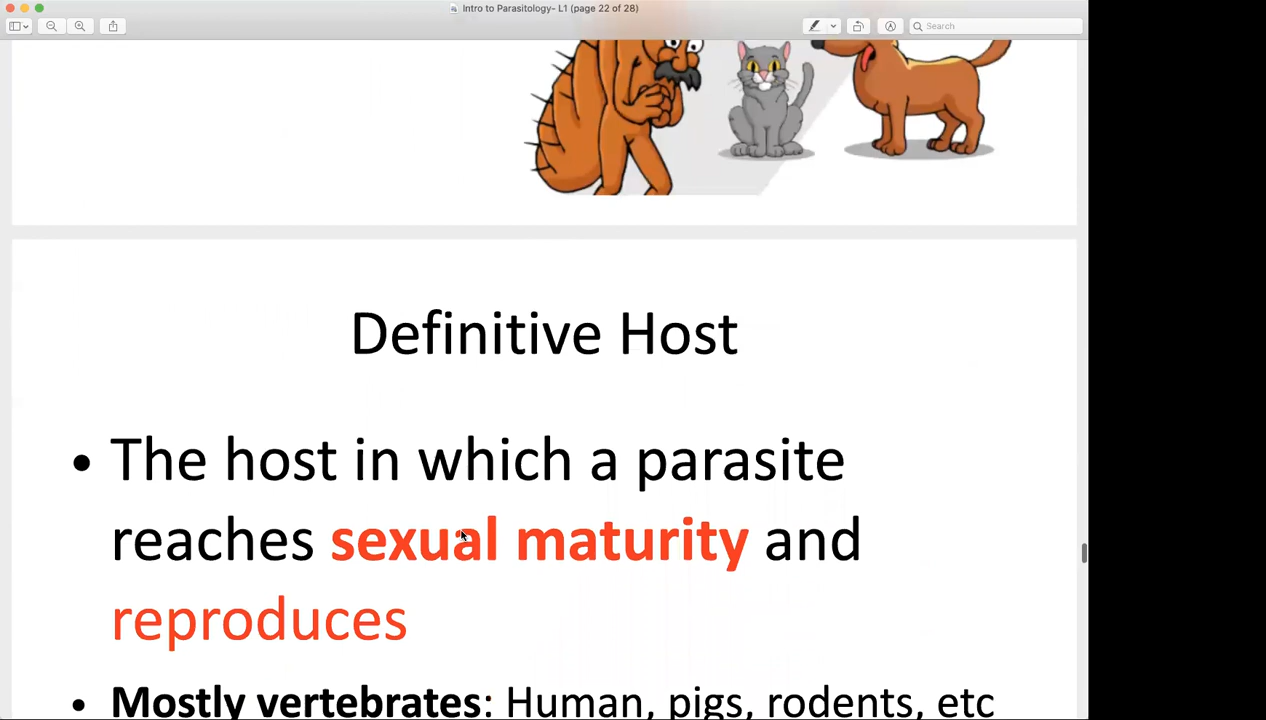 Intro to Parasitology- L1 (page 22 of 28)
Search
Definitive Host
• The host in which a parasite
reaches sexual maturity and
reproduces
• Mostly vertebrates: Human, pigs, rodents, etc